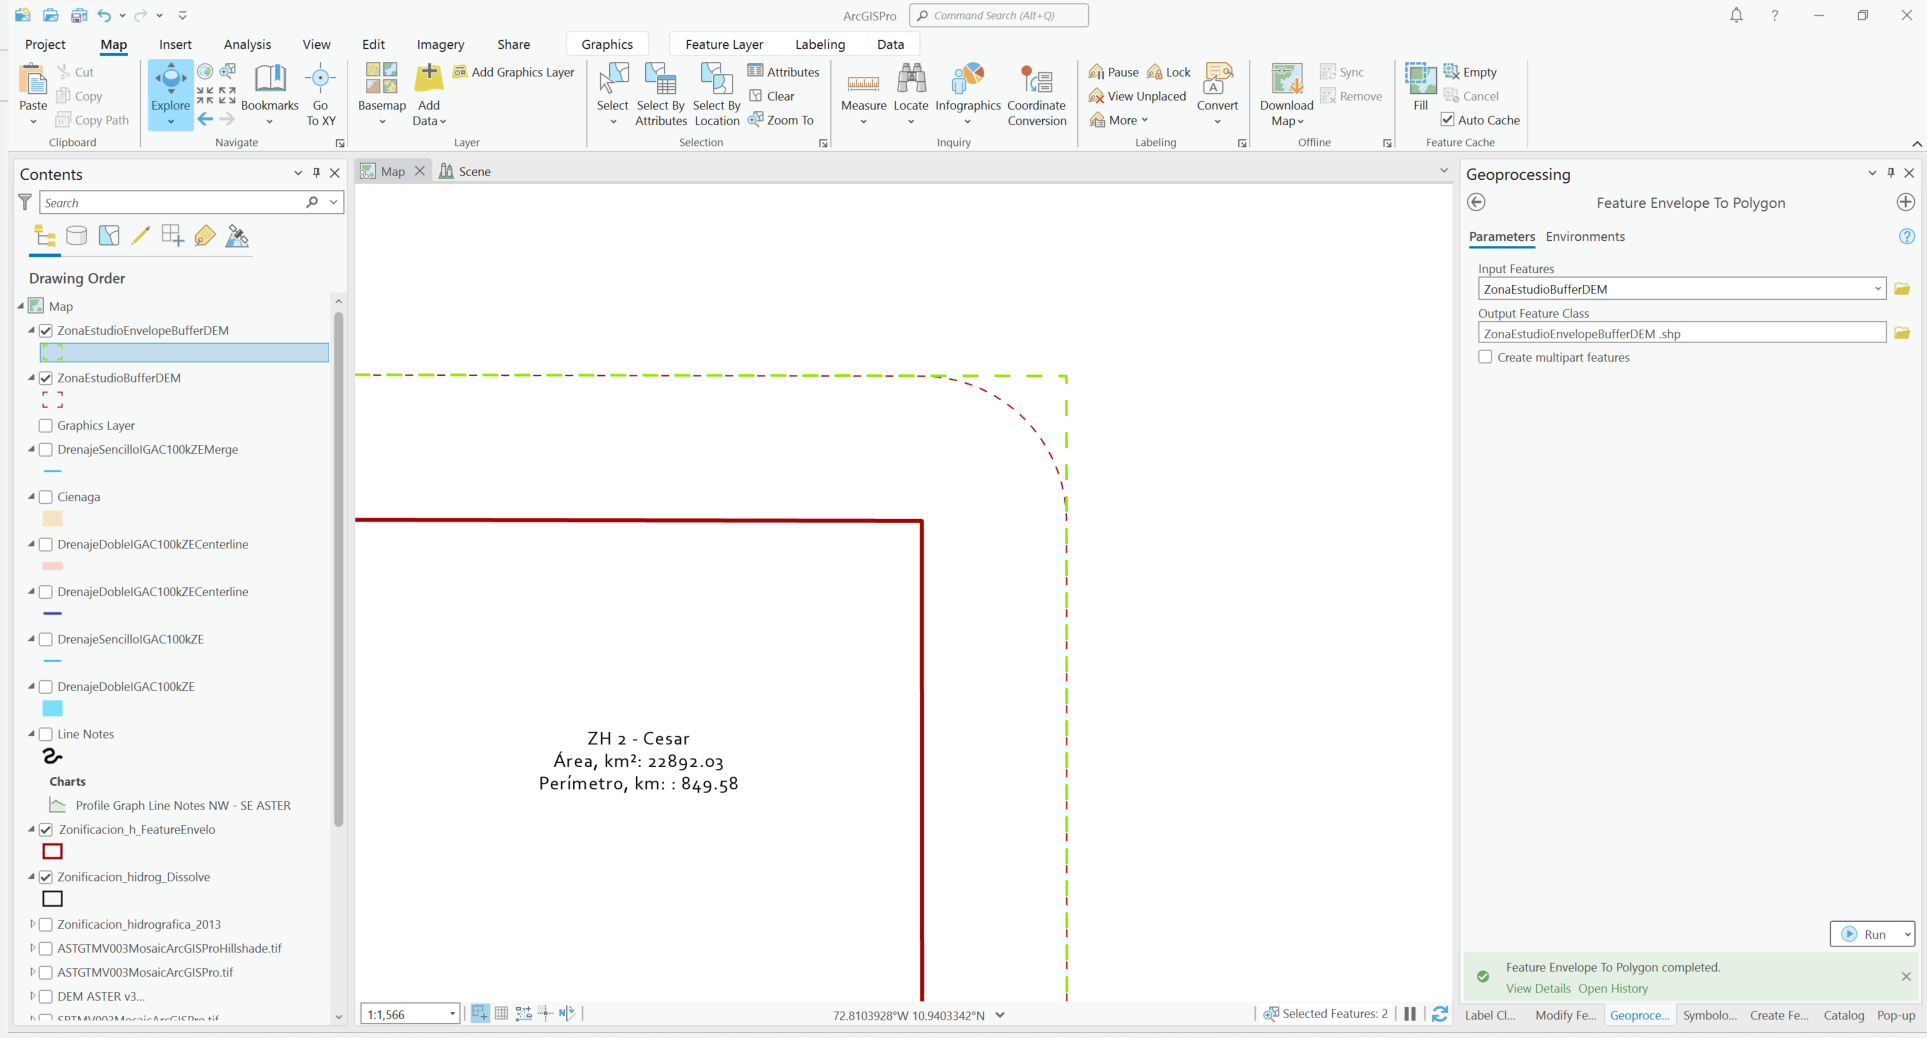 ArcGISPro
Command Search (Alt+Q)
?
Project
Map
Insert
Analysis
View
Edit
Imagery
Share
Graphics
Feature Layer
Labeling
Data
Paste
Cut
Copy
Copy Path
Clipboard
Explore
Bookmarks
Go
To XY
Navigate
Basemap
Add
Data
Add Graphics Layer
Layer
Select
Select By
Attributes
Select By
Location
Attributes
Clear
Zoom To
Selection
Measure
Locate
Infographics
Coordinate
Conversion
Inquiry
Pause
Lock
View Unplaced
More
Convert
Labeling
Download
Map
Sync
Remove
Offline
Fill
Empty
Cancel
Auto Cache
Feature Cache
Contents
Search
Drawing Order
Map
ZonaEstudioEnvelopeBufferDEM
ZonaEstudioBufferDEM
Graphics Layer
DrenajeSencilloIGAC100kZEMerge
Cienaga
DrenajeDobleIGAC100kZECenterline
DrenajeDobleIGAC100kZECenterline
DrenajeSencilloIGAC100kZE
DrenajeDobleIGAC100kZE
Line Notes
Charts
Profile Graph Line Notes NW - SE ASTER
Zonificacion_h_FeatureEnvelo
Zonificacion_hidrog_Dissolve
Zonificacion_hidrografica_2013
ASTGTMV003MosaicArcGISProHillshade.tif
ASTGTMV003MosaicArcGISPro.tif
DEM ASTER v3...
SRTMV003MosaicArcGISPro.tif
Map
Scene
ZH 2 - Cesar
Área, km²: 22892.03
Perímetro, km: : 849.58
1:1,566
N
72.8103928°W 10.9403342°N
Selected Features: 2
Geoprocessing
Feature Envelope To Polygon
Parameters
Environments
?
Input Features
ZonaEstudioBufferDEM
Output Feature Class
ZonaEstudioEnvelopeBufferDEM .shp
Create multipart features
Run
Feature Envelope To Polygon completed.
View Details Open History
Label Cl...
Modify Fe...
Geoproce...
Symbolo...
Create Fe...
Catalog
Pop-up